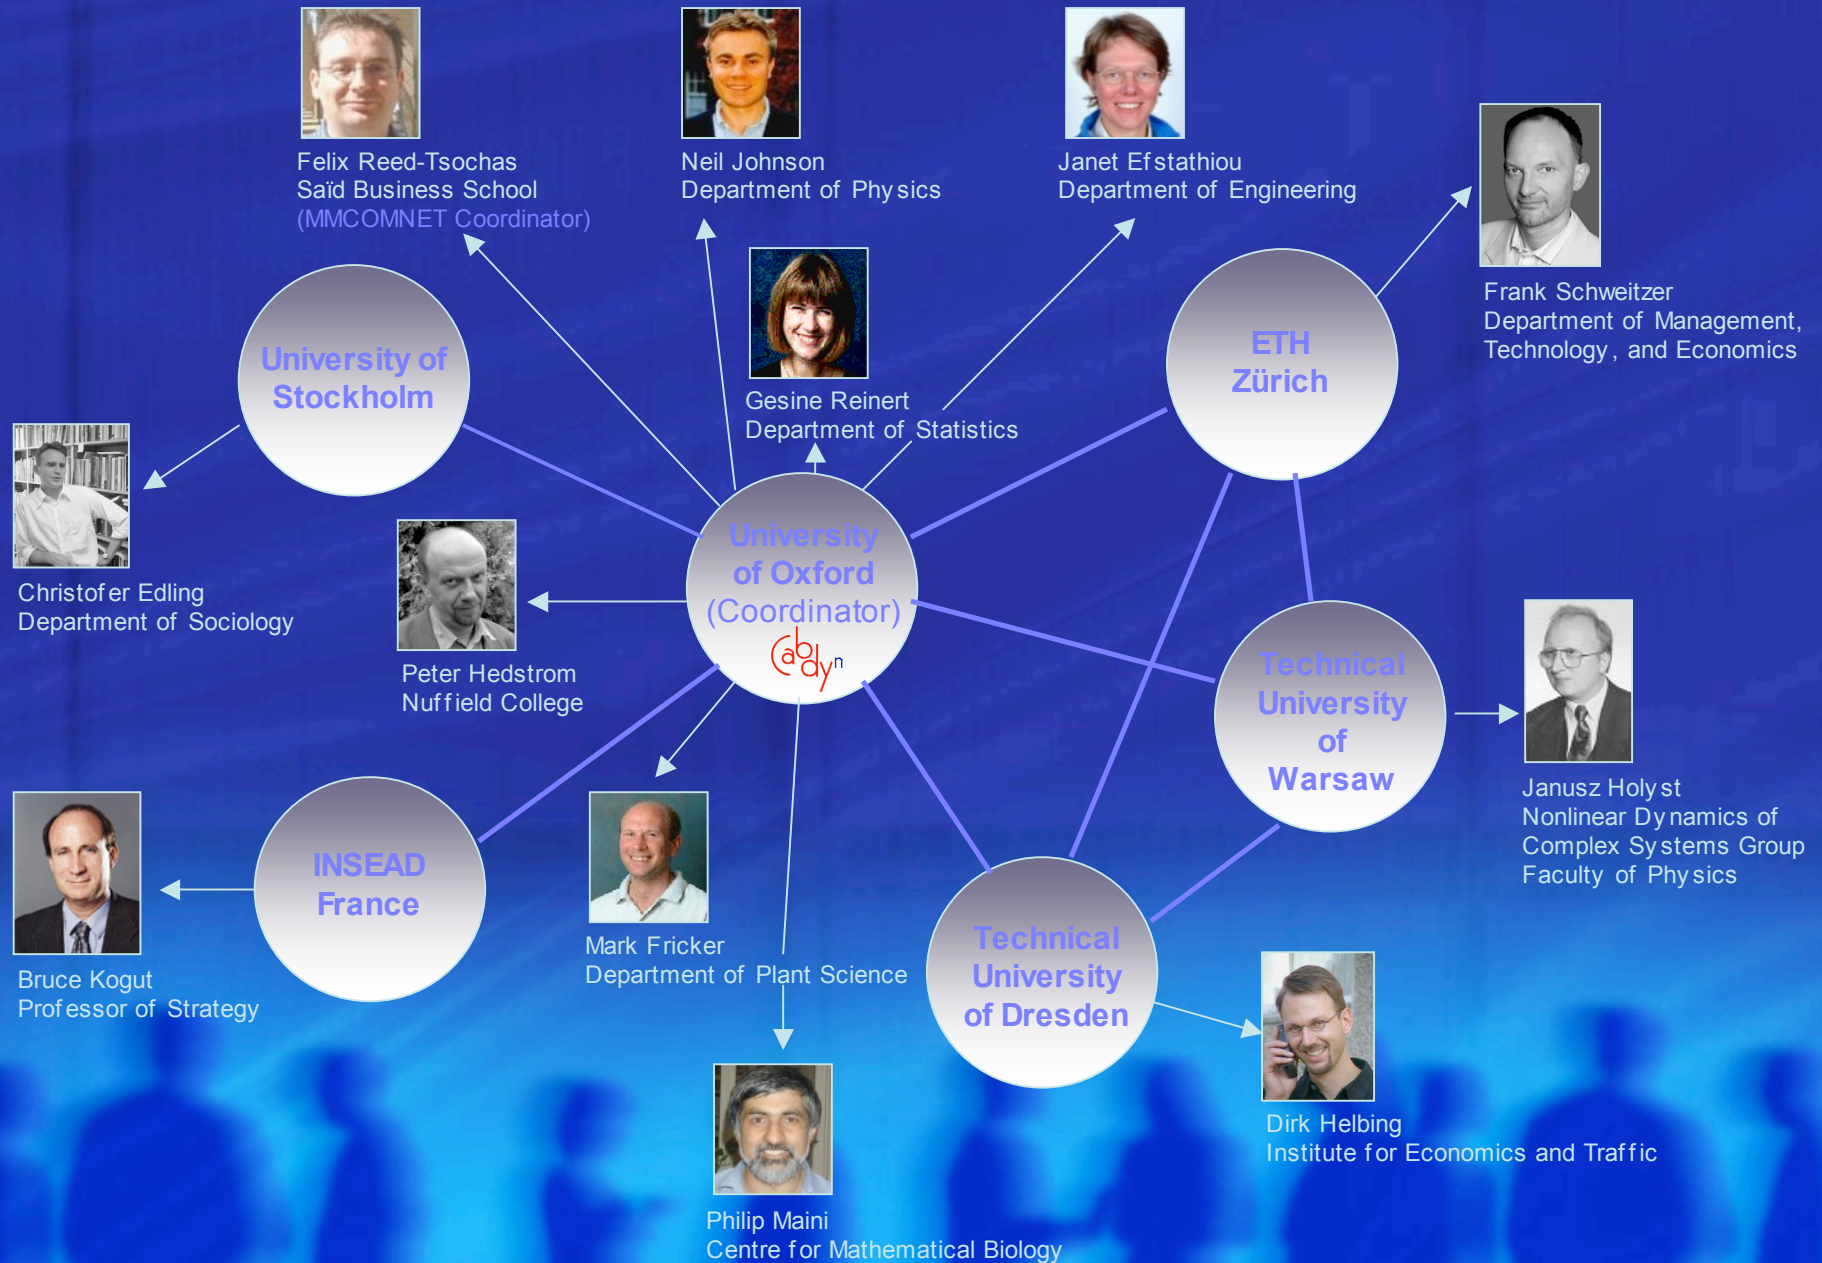 Felix Reed-Tsochas
Saïd Business School
(MMCOMNET Coordinator)
Neil Johnson
Department of Physics
Janet Efstathiou
Department of Engineering
Frank Schweitzer
Department of Management,
Technology, and Economics
University of
Stockholm
Gesine Reinert
Department of Statistics
ETH
Zürich
Christofer Edling
Department of Sociology
Peter Hedstrom
Nuffield College
University
of Oxford
(Coordinator)
Cabdyn
Technical
University
of
Warsaw
Janusz Holyst
Nonlinear Dynamics of
Complex Systems Group
Faculty of Physics
INSEAD
France
Bruce Kogut
Professor of Strategy
Mark Fricker
Department of Plant Science
Technical
University
of Dresden
Dirk Helbing
Institute for Economics and Traffic
Philip Maini
Centre for Mathematical Biology